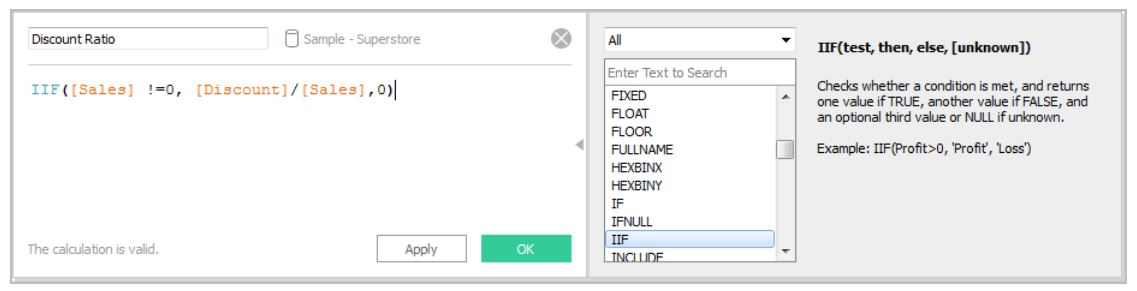 Discount Ratio
Sample - Superstore
IIF([Sales] !=0, [Discount]/[Sales],0)
The calculation is valid.
Apply
OK
All
Enter Text to Search
FIXED
FLOAT
FLOOR
FULLNAME
HEXBINX
HEXBINY
IF
IFNULL
IIF
INCLUDE
IIF(test, then, else, [unknown])
Checks whether a condition is met, and returns
one value if TRUE, another value if FALSE, and
an optional third value or NULL if unknown.
Example: IIF(Profit>0, 'Profit', 'Loss')